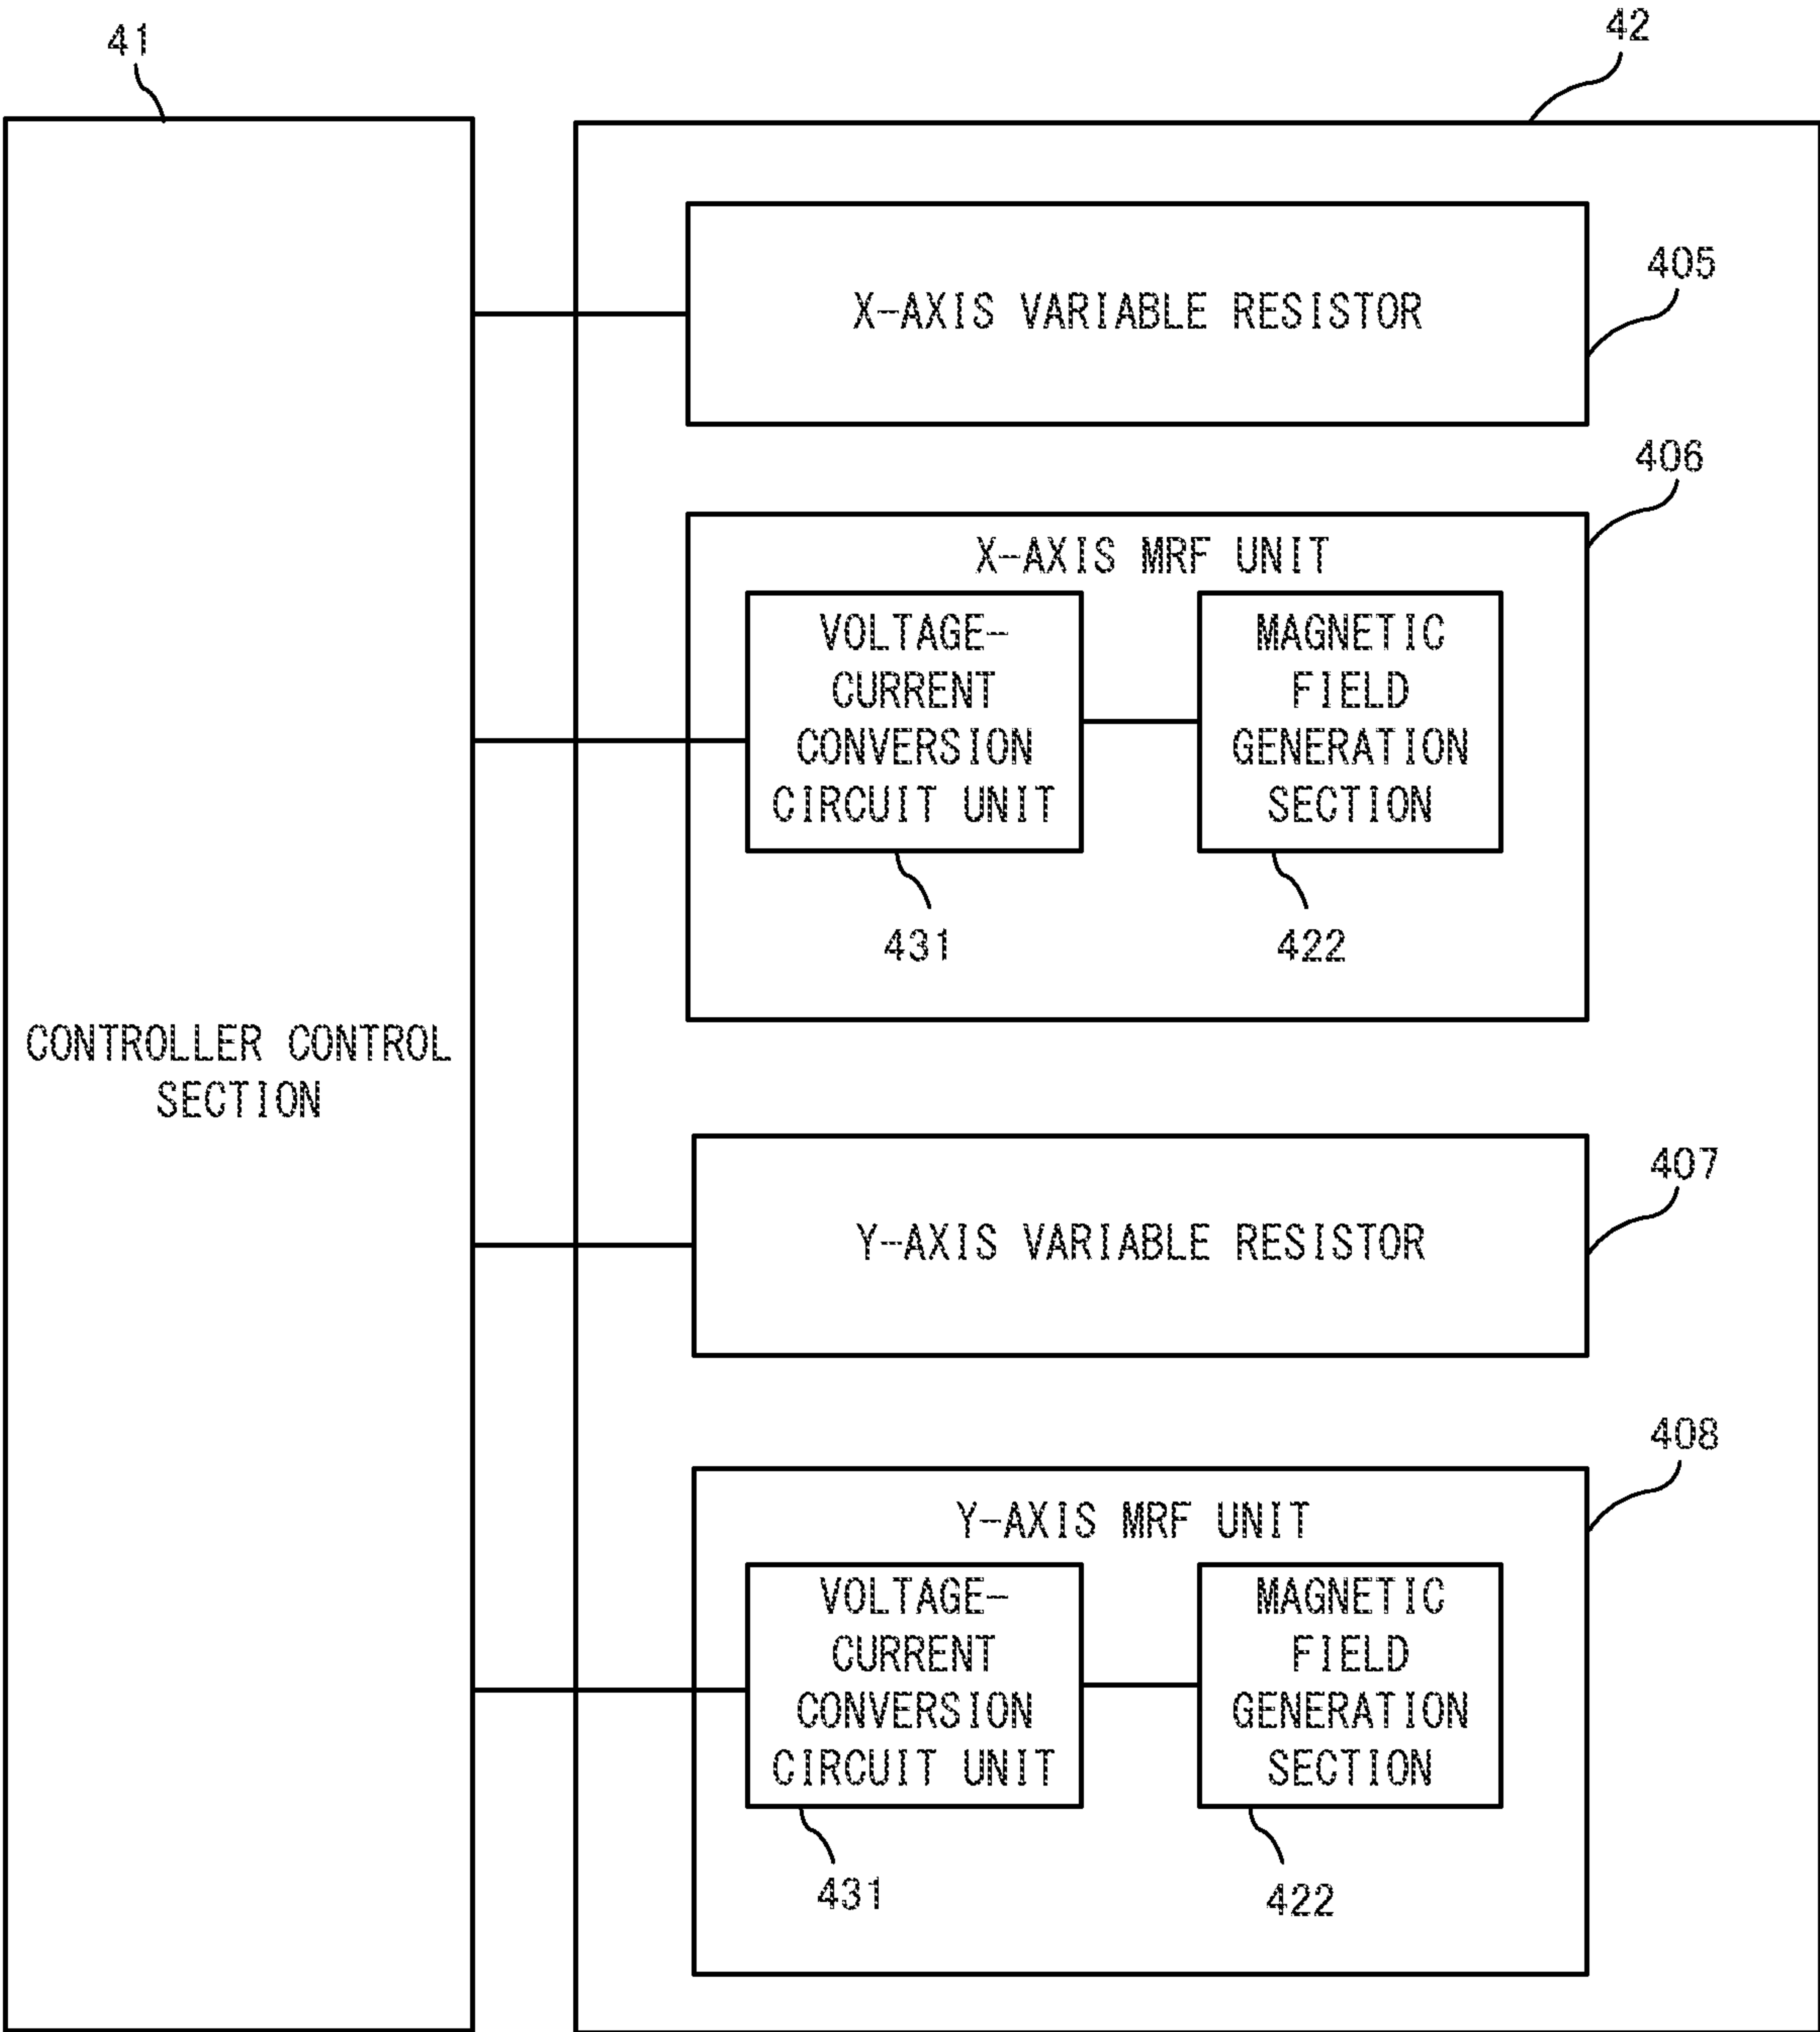 41
42
X-AXIS VARIABLE RESISTOR
405
406
X-AXIS MRF UNIT
VOLTAGE-
CURRENT
CONVERSION
CIRCUIT UNIT
MAGNETIC
FIELD
GENERATION
SECTION
431
422
CONTROLLER CONTROL
SECTION
407
Y-AXIS VARIABLE RESISTOR
408
Y-AXIS MRF UNIT
VOLTAGE-
CURRENT
CONVERSION
CIRCUIT UNIT
MAGNETIC
FIELD
GENERATION
SECTION
431
422